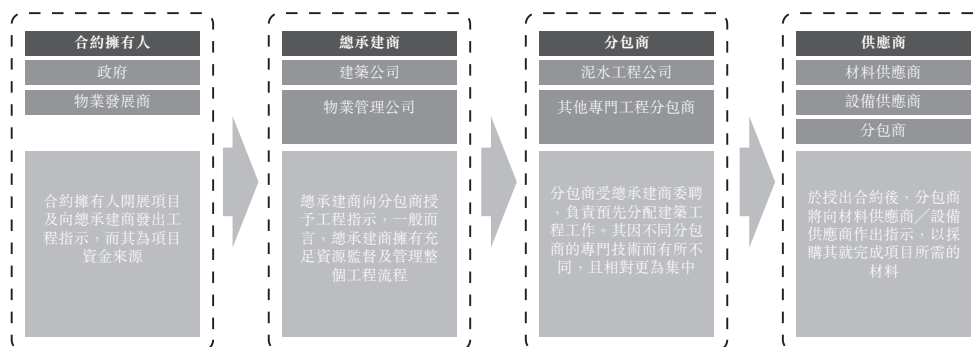 合約擁有人
政府
物業發展商
合約擁有人開展項目
及向總承建商發出工
程指示，而其為項目
資金來源
總承建商
建築公司
物業管理公司
總承建商向分包商授
予工程指示，一般而
言，總承建商擁有充
足資源監督及管理整
個工程流程
分包商
泥水工程公司
其他專門工程分包商
分包商受總承建商委聘
，負責預先分配建築工
程工作。其因不同分包
商的專門技術而有所不
同，且相對更為集中
供應商
材料供應商
設備供應商
分包商
於授出合約後，分包商
將向材料供應商／設備
供應商作出指示，以採
購其就完成項目所需的
材料